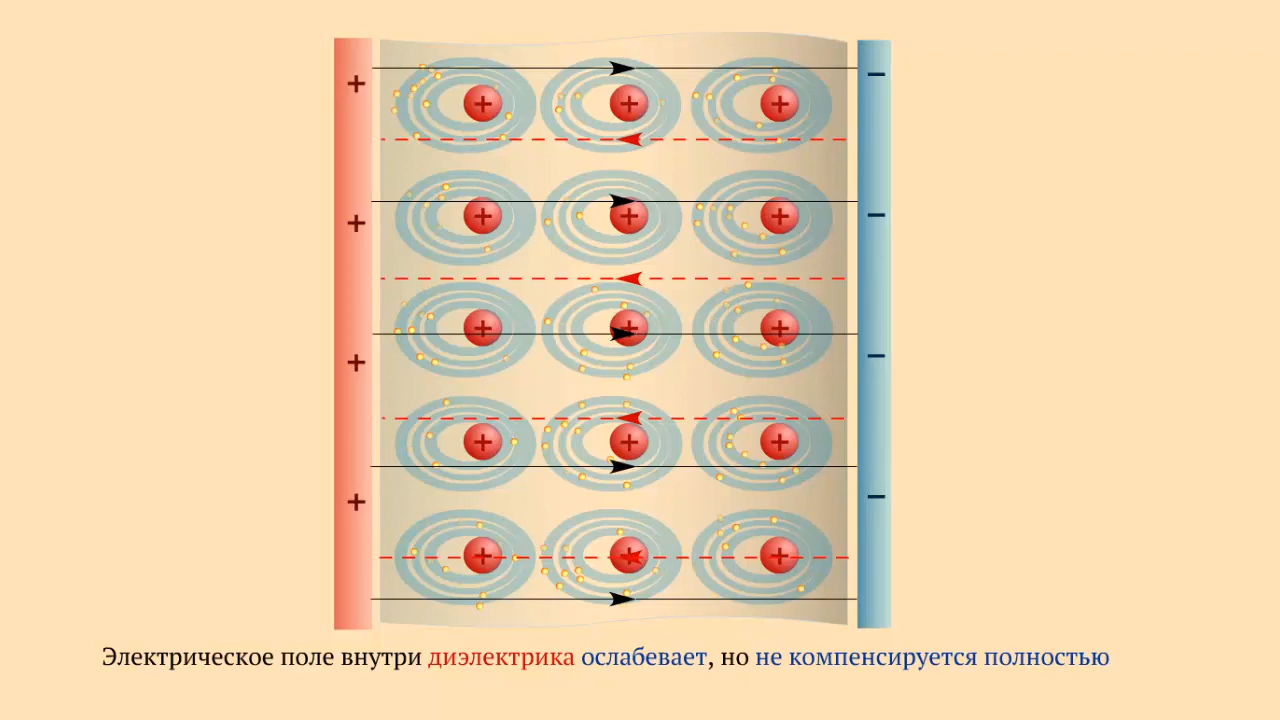 + + + + −
+ + + + −
+ + + + −
+ + + + −
+ + +
Электрическое поле внутри диэлектрика ослабевает, но не компенсируется полностью